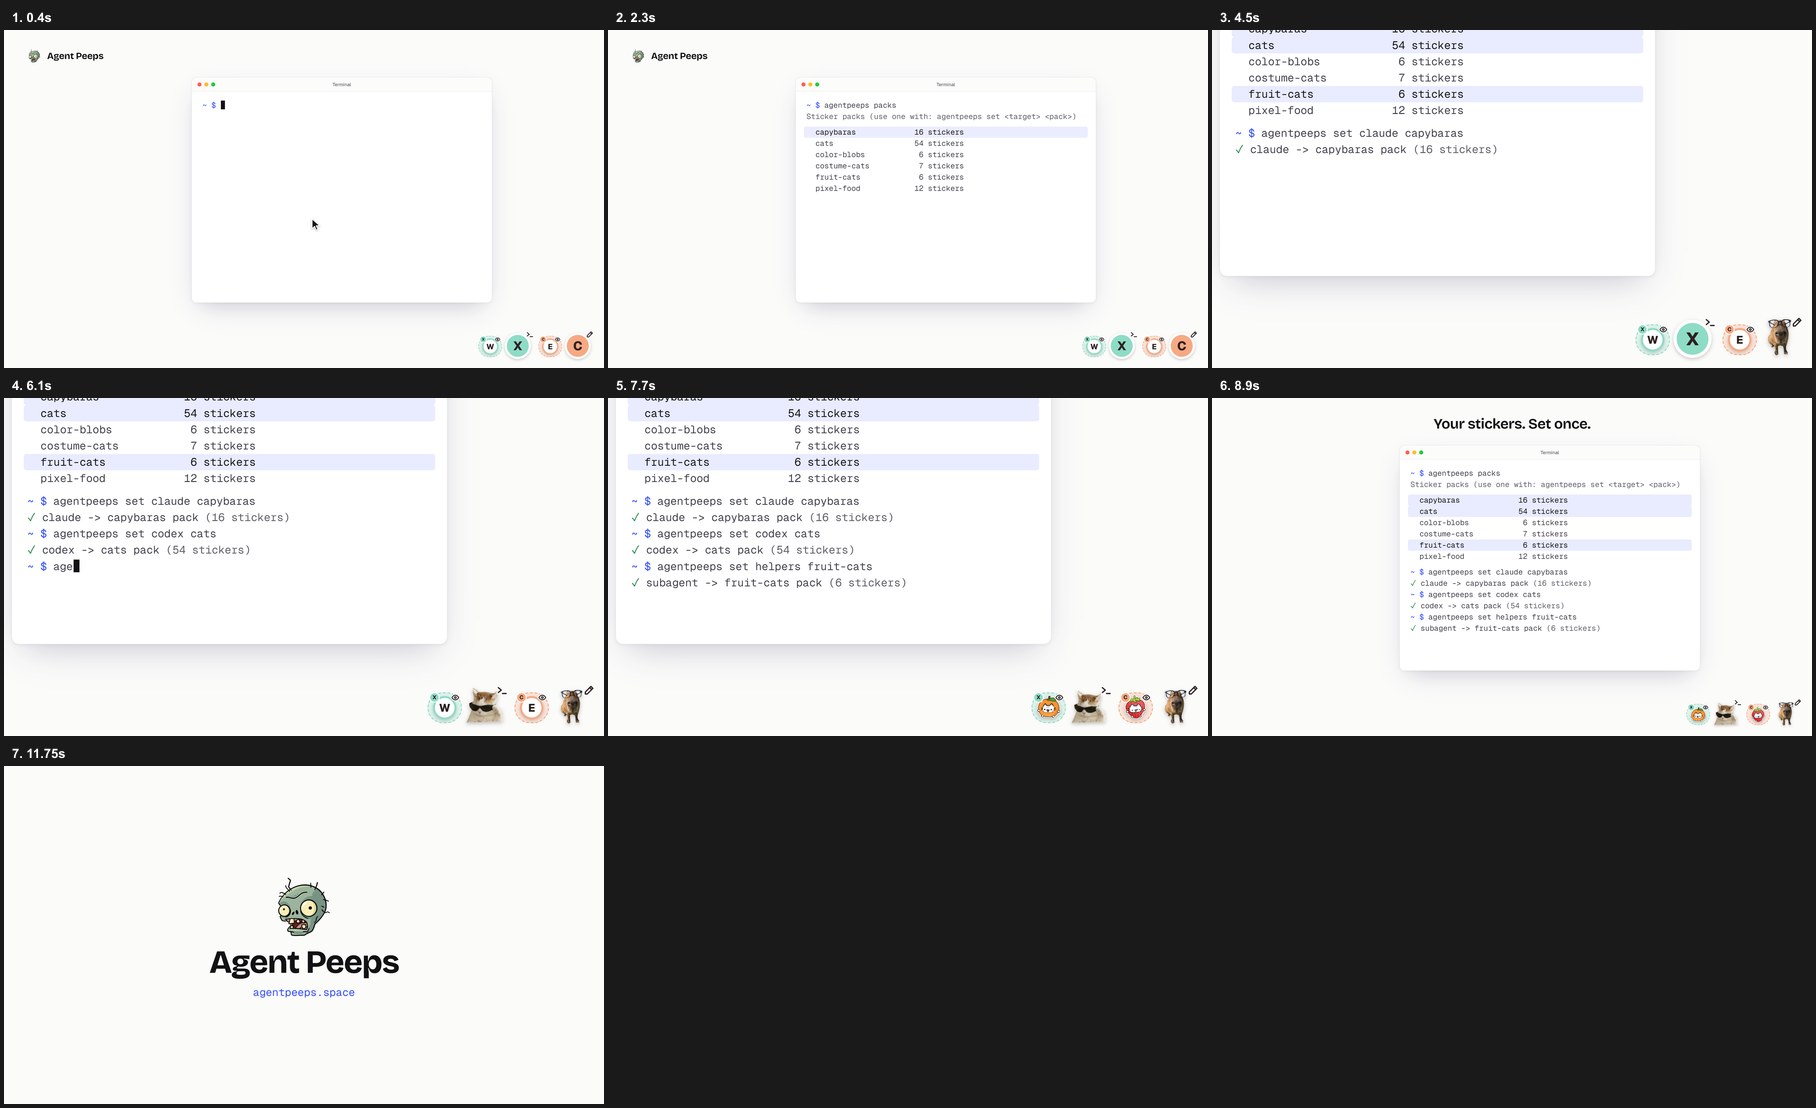 1. 0.4s
Agent Peeps
Terminal
~ $
X
W
X
>_
C
E
C
2. 2.3s
Agent Peeps
Terminal
~ $ agentpeeps packs
Sticker packs (use one with: agentpeeps set <target> <pack>)
capybaras 16 stickers
cats 54 stickers
color-blobs 6 stickers
costume-cats 7 stickers
fruit-cats 6 stickers
pixel-food 12 stickers
X
W
X
>_
C
E
C
3. 4.5s
capybaras 16 stickers
cats 54 stickers
color-blobs 6 stickers
costume-cats 7 stickers
fruit-cats 6 stickers
pixel-food 12 stickers
~ $ agentpeeps set claude capybaras
✓ claude -> capybaras pack (16 stickers)
X
W
X
>_
C
E
4. 6.1s
capybaras 16 stickers
cats 54 stickers
color-blobs 6 stickers
costume-cats 7 stickers
fruit-cats 6 stickers
pixel-food 12 stickers
~ $ agentpeeps set claude capybaras
✓ claude -> capybaras pack (16 stickers)
~ $ agentpeeps set codex cats
✓ codex -> cats pack (54 stickers)
~ $ age
X
W
>_
C
E
5. 7.7s
capybaras 16 stickers
cats 54 stickers
color-blobs 6 stickers
costume-cats 7 stickers
fruit-cats 6 stickers
pixel-food 12 stickers
~ $ agentpeeps set claude capybaras
✓ claude -> capybaras pack (16 stickers)
~ $ agentpeeps set codex cats
✓ codex -> cats pack (54 stickers)
~ $ agentpeeps set helpers fruit-cats
✓ subagent -> fruit-cats pack (6 stickers)
X
>_
C
6. 8.9s
Your stickers. Set once.
Terminal
~ $ agentpeeps packs
Sticker packs (use one with: agentpeeps set <target> <pack>)
capybaras 16 stickers
cats 54 stickers
color-blobs 6 stickers
costume-cats 7 stickers
fruit-cats 6 stickers
pixel-food 12 stickers
~ $ agentpeeps set claude capybaras
✓ claude -> capybaras pack (16 stickers)
~ $ agentpeeps set codex cats
✓ codex -> cats pack (54 stickers)
~ $ agentpeeps set helpers fruit-cats
✓ subagent -> fruit-cats pack (6 stickers)
X
>_
C
7. 11.75s
Agent Peeps
agentpeeps.space